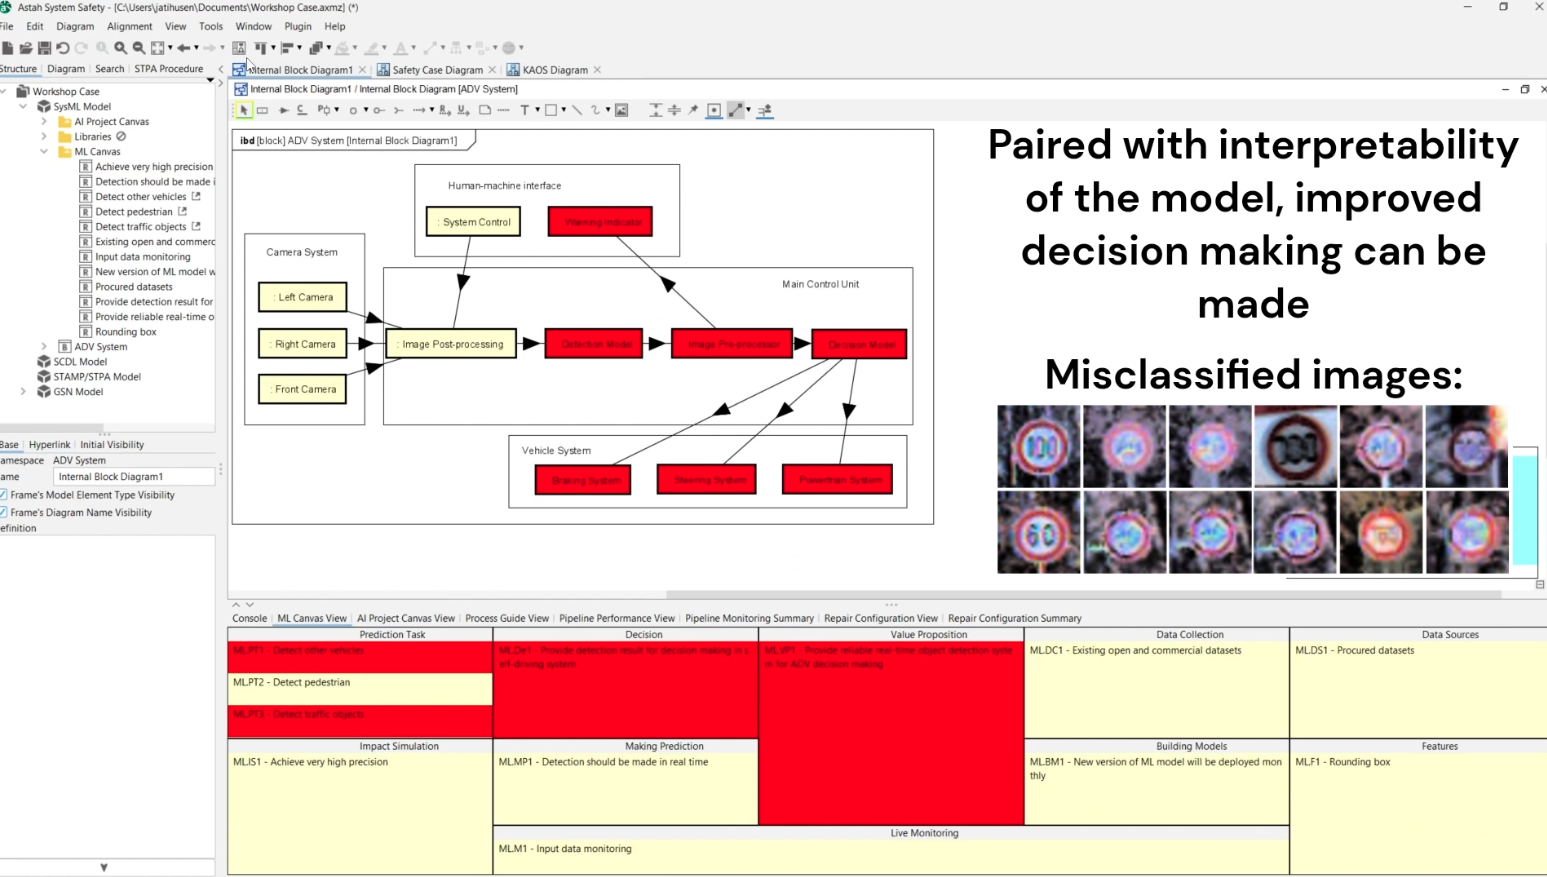 Astah System Safety - [C:\Users\jatihusen\Documents\Workshop Case.axmz] (*)
File Edit Diagram Alignment View Tools Window Plugin Help
Structure Diagram Search STPA Procedure
Internal Block Diagram1 Safety Case Diagram KAOS Diagram
Internal Block Diagram1 / Internal Block Diagram [ADV System]
Workshop Case
SysML Model
AI Project Canvas
Libraries
ML Canvas
Achieve very high precision
Detection should be made i
Detect other vehicles
Detect pedestrian
Detect traffic objects
Existing open and commerc
Input data monitoring
New version of ML model w
Procured datasets
Provide detection result for
Provide reliable real-time o
Rounding box
ADV System
SCDL Model
STAMP/STPA Model
GSN Model
Base Hyperlink Initial Visibility
amespace ADV System
ame Internal Block Diagram1
Frame's Model Element Type Visibility
Frame's Diagram Name Visibility
efinition
ibd [block] ADV System [Internal Block Diagram1]
Human-machine interface
: System Control
Warning Indicator
Camera System
: Left Camera
: Right Camera
: Front Camera
Main Control Unit
: Image Post-processing
Detection Model
Image Pre-processor
Decision Model
Vehicle System
Braking System
Steering System
Powertrain System
Paired with interpretability
of the model, improved
decision making can be
made
Misclassified images:
100
60
Console ML Canvas View AI Project Canvas View Process Guide View Pipeline Performance View Pipeline Monitoring Summary Repair Configuration View Repair Configuration Summary
Prediction Task
ML.PT1 - Detect other vehicles
ML.PT2 - Detect pedestrian
ML.PT3 - Detect traffic objects
Decision
ML.De1 - Provide detection result for decision making in s
elf-driving system
Value Proposition
ML.VP1 - Provide reliable real-time object detection syste
m for ADV decision making
Data Collection
ML.DC1 - Existing open and commercial datasets
Data Sources
ML.DS1 - Procured datasets
Impact Simulation
ML.IS1 - Achieve very high precision
Making Prediction
ML.MP1 - Detection should be made in real time
Building Models
ML.BM1 - New version of ML model will be deployed mon
thly
Features
ML.F1 - Rounding box
Live Monitoring
ML.M1 - Input data monitoring